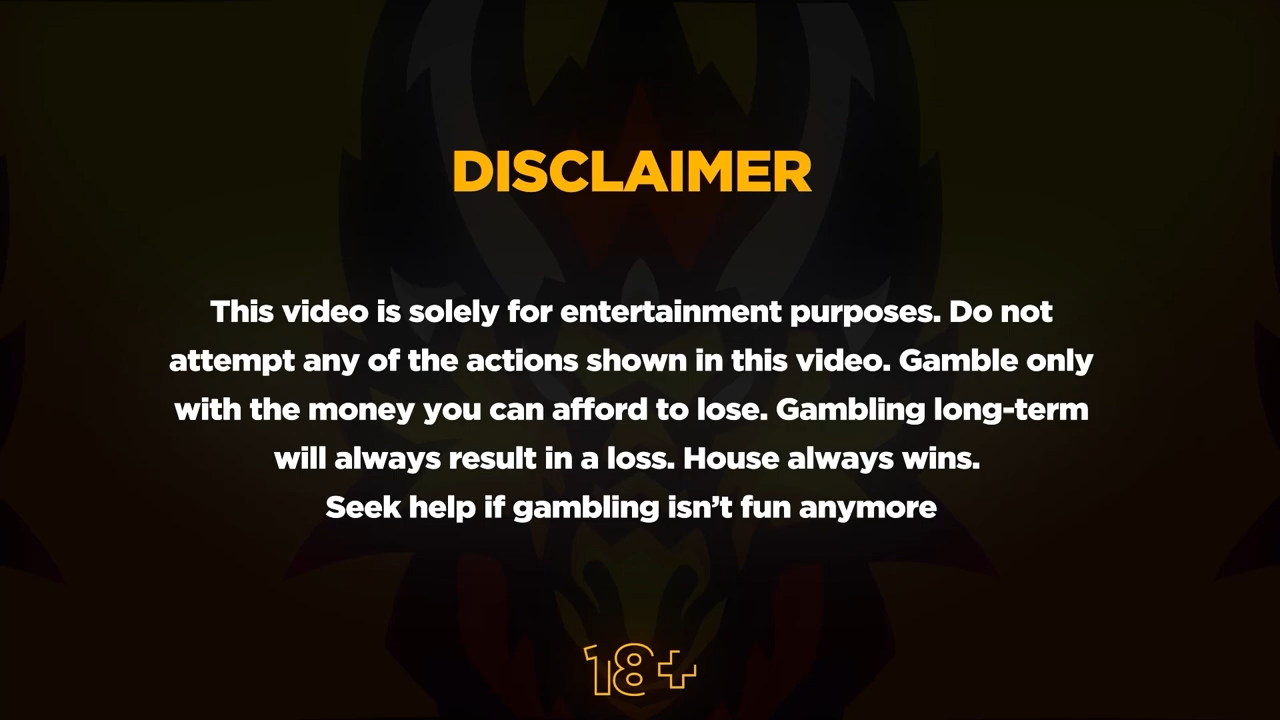 DISCLAIMER
This video is solely for entertainment purposes. Do not
attempt any of the actions shown in this video. Gamble only
with the money you can afford to lose. Gambling long-term
will always result in a loss. House always wins.
Seek help if gambling isn’t fun anymore
18+